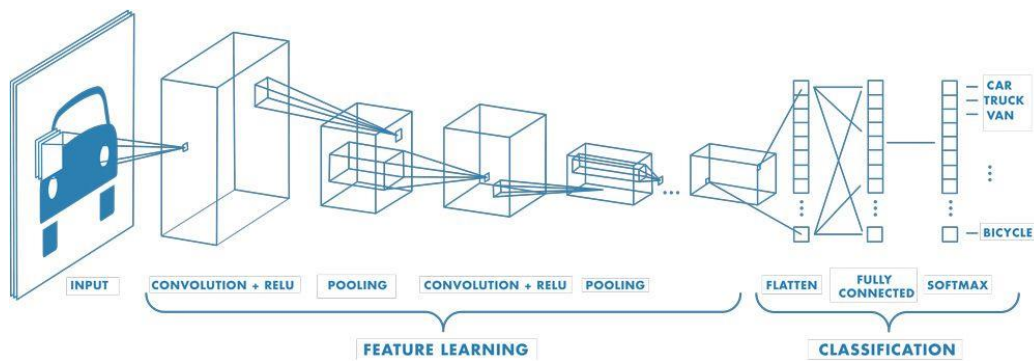 CAR
TRUCK
VAN
BICYCLE
INPUT
CONVOLUTION + RELU
POOLING
CONVOLUTION + RELU
POOLING
FLATTEN
FULLY
CONNECTED
SOFTMAX
FEATURE LEARNING
CLASSIFICATION